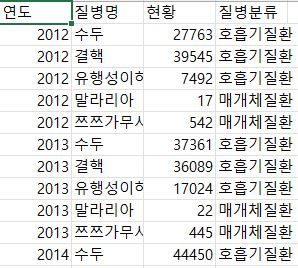 연도 질병명 현황 질병분류
2012 수두 27763 호흡기질환
2012 결핵 39545 호흡기질환
2012 유행성이하 7492 호흡기질환
2012 말라리아 17 매개체질환
2012 쯔쯔가무시 542 매개체질환
2013 수두 37361 호흡기질환
2013 결핵 36089 호흡기질환
2013 유행성이하 17024 호흡기질환
2013 말라리아 22 매개체질환
2013 쯔쯔가무시 445 매개체질환
2014 수두 44450 호흡기질환